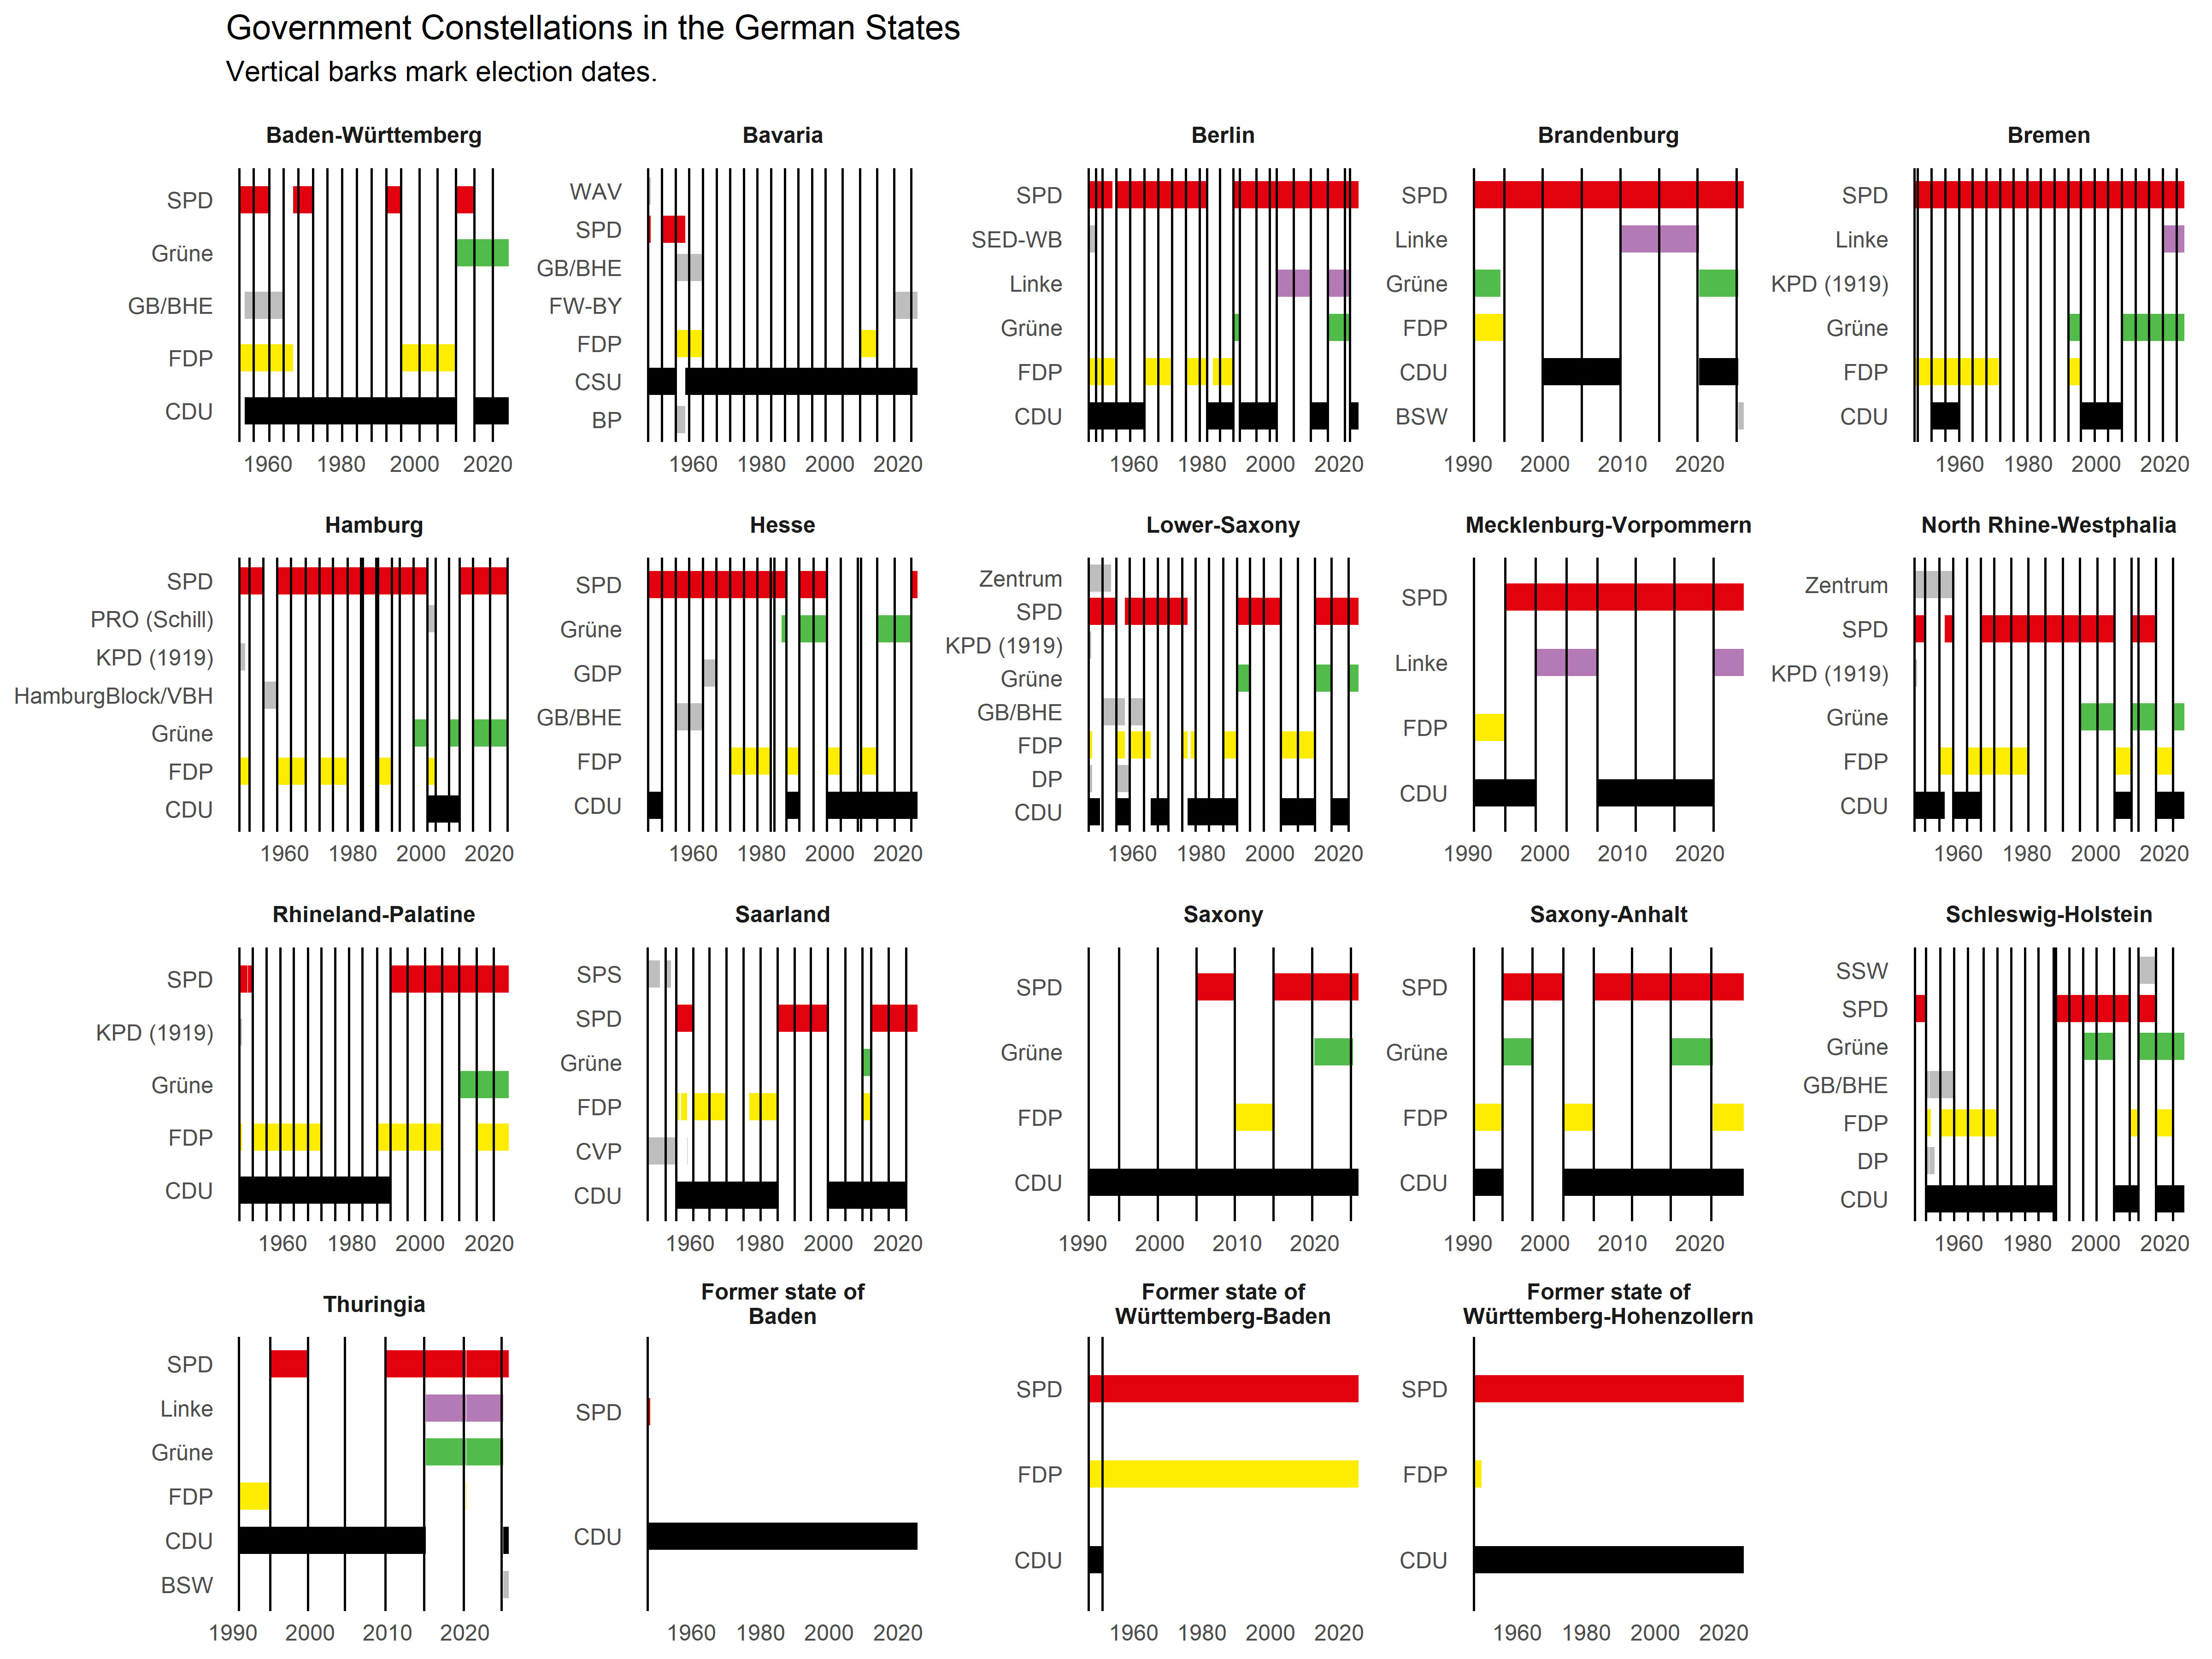 Government Constellations in the German States
Vertical barks mark election dates.
Baden-Württemberg
SPD
Grüne
GB/BHE
FDP
CDU
1960 1980 2000 2020
Bavaria
WAV
SPD
GB/BHE
FW-BY
FDP
CSU
BP
1960 1980 2000 2020
Berlin
SPD
SED-WB
Linke
Grüne
FDP
CDU
1960 1980 2000 2020
Brandenburg
SPD
Linke
Grüne
FDP
CDU
BSW
1990 2000 2010 2020
Bremen
SPD
Linke
KPD (1919)
Grüne
FDP
CDU
1960 1980 2000 2020
Hamburg
SPD
PRO (Schill)
KPD (1919)
HamburgBlock/VBH
Grüne
FDP
CDU
1960 1980 2000 2020
Hesse
SPD
Grüne
GDP
GB/BHE
FDP
CDU
1960 1980 2000 2020
Lower-Saxony
Zentrum
SPD
KPD (1919)
Grüne
GB/BHE
FDP
DP
CDU
1960 1980 2000 2020
Mecklenburg-Vorpommern
SPD
Linke
FDP
CDU
1990 2000 2010 2020
North Rhine-Westphalia
Zentrum
SPD
KPD (1919)
Grüne
FDP
CDU
1960 1980 2000 2020
Rhineland-Palatine
SPD
KPD (1919)
Grüne
FDP
CDU
1960 1980 2000 2020
Saarland
SPS
SPD
Grüne
FDP
CVP
CDU
1960 1980 2000 2020
Saxony
SPD
Grüne
FDP
CDU
1990 2000 2010 2020
Saxony-Anhalt
SPD
Grüne
FDP
CDU
1990 2000 2010 2020
Schleswig-Holstein
SSW
SPD
Grüne
GB/BHE
FDP
DP
CDU
1960 1980 2000 2020
Thuringia
SPD
Linke
Grüne
FDP
CDU
BSW
1990 2000 2010 2020
Former state of
Baden
SPD
CDU
1960 1980 2000 2020
Former state of
Württemberg-Baden
SPD
FDP
CDU
1960 1980 2000 2020
Former state of
Württemberg-Hohenzollern
SPD
FDP
CDU
1960 1980 2000 2020